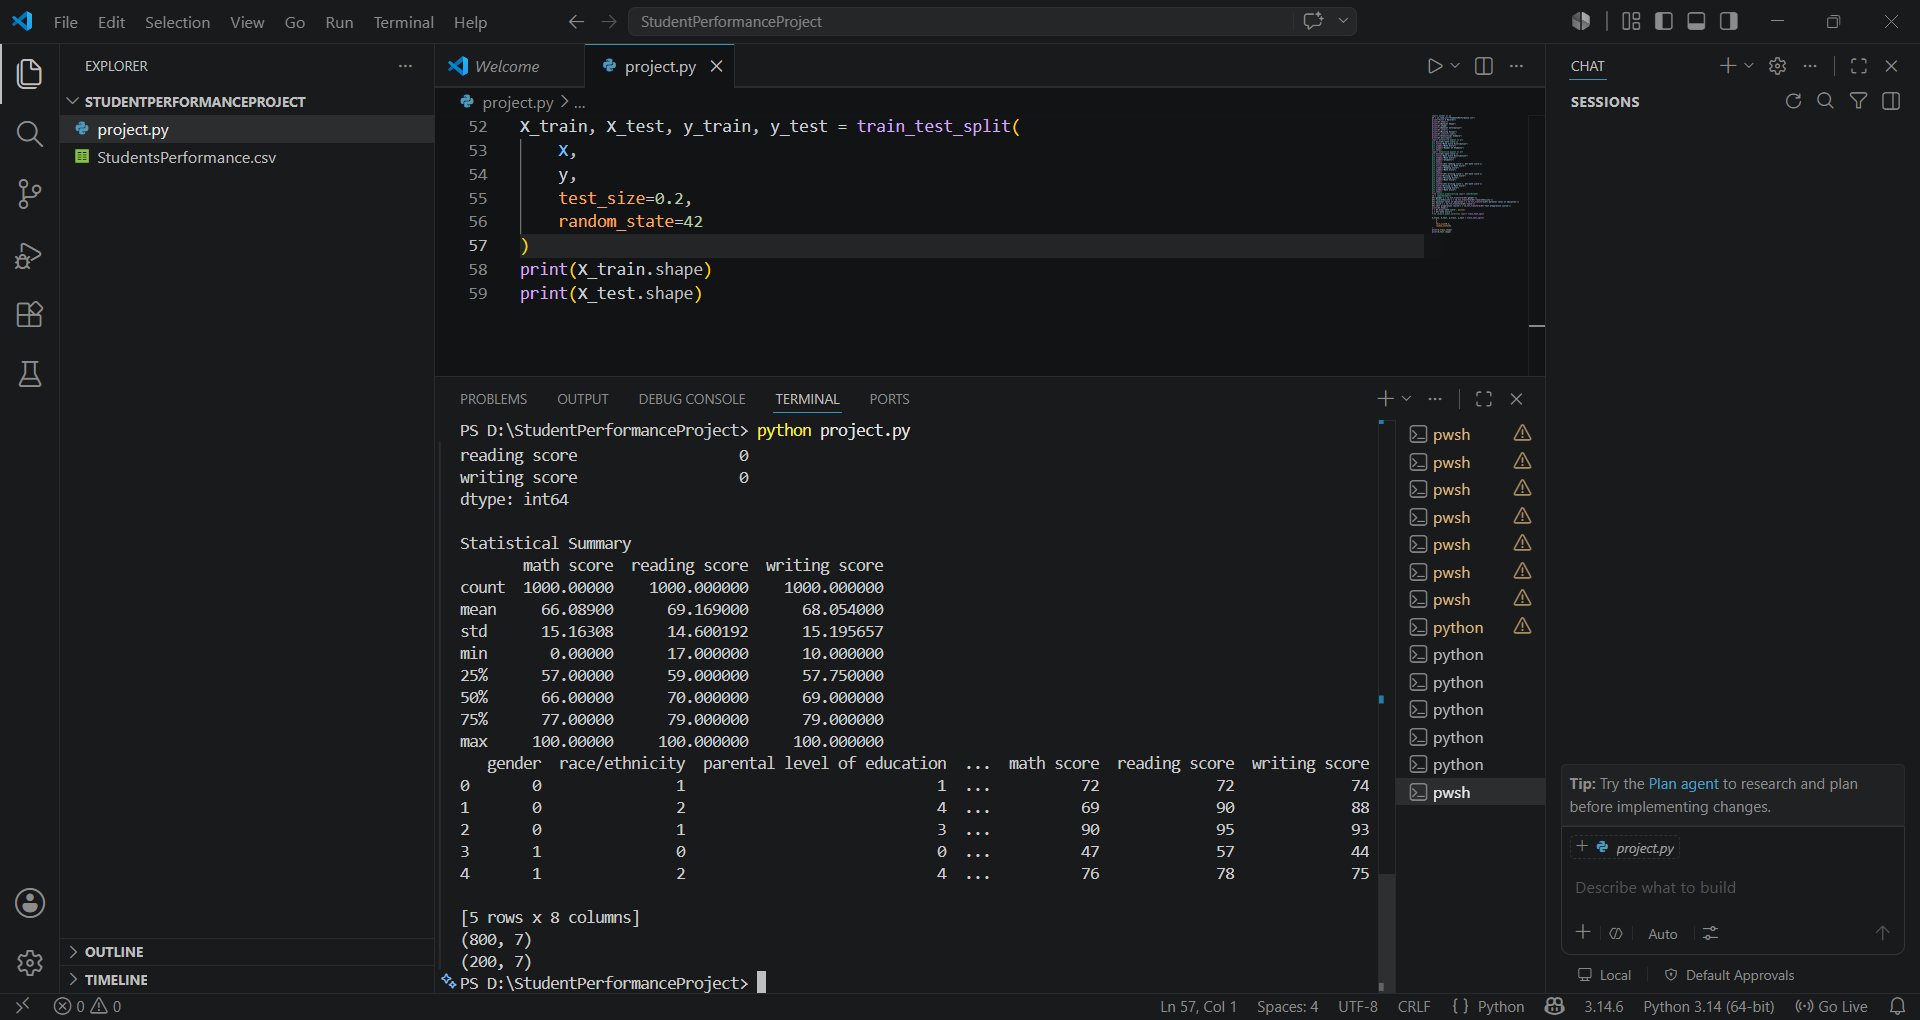 File Edit Selection View Go Run Terminal Help
StudentPerformanceProject
EXPLORER
STUDENTPERFORMANCEPROJECT
project.py
StudentsPerformance.csv
OUTLINE
TIMELINE
Welcome
project.py
project.py > ...
52 X_train, X_test, y_train, y_test = train_test_split(
53     X,
54     y,
55     test_size=0.2,
56     random_state=42
57 )
58 print(X_train.shape)
59 print(X_test.shape)
PROBLEMS OUTPUT DEBUG CONSOLE TERMINAL PORTS
PS D:\StudentPerformanceProject> python project.py
reading score                  0
writing score                  0
dtype: int64
Statistical Summary
       math score  reading score  writing score
count  1000.00000    1000.000000    1000.000000
mean     66.08900      69.169000      68.054000
std      15.16308      14.600192      15.195657
min       0.00000      17.000000      10.000000
25%      57.00000      59.000000      57.750000
50%      66.00000      70.000000      69.000000
75%      77.00000      79.000000      79.000000
max     100.00000     100.000000     100.000000
   gender  race/ethnicity  parental level of education  ...  math score  reading score  writing score
0       0               1                            1  ...          72             72             74
1       0               2                            4  ...          69             90             88
2       0               1                            3  ...          90             95             93
3       1               0                            0  ...          47             57             44
4       1               2                            4  ...          76             78             75
[5 rows x 8 columns]
(800, 7)
(200, 7)
PS D:\StudentPerformanceProject>
pwsh
pwsh
pwsh
pwsh
pwsh
pwsh
pwsh
python
python
python
python
python
python
pwsh
CHAT
SESSIONS
Tip: Try the Plan agent to research and plan
before implementing changes.
project.py
Describe what to build
Auto
Local Default Approvals
0 0
Ln 57, Col 1 Spaces: 4 UTF-8 CRLF { } Python 3.14.6 Python 3.14 (64-bit) Go Live